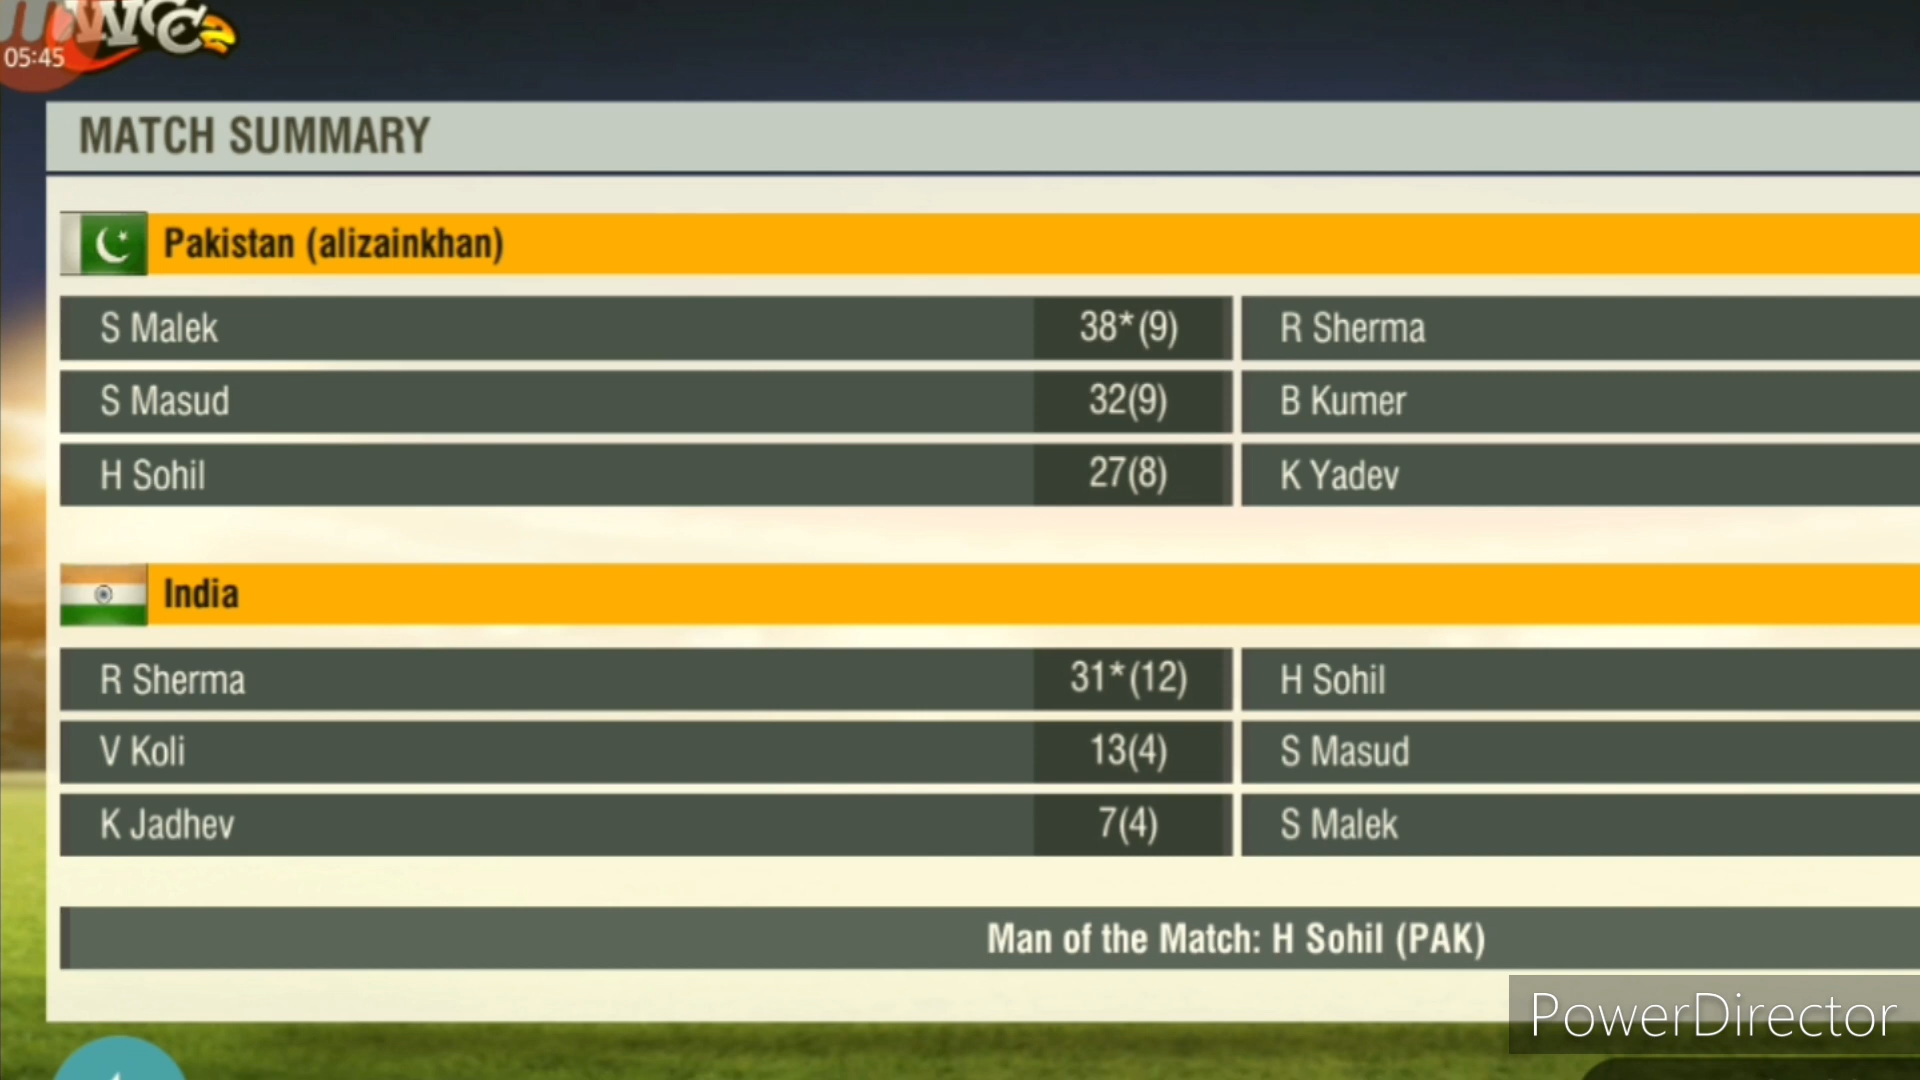 WCC
05:45
MATCH SUMMARY
Pakistan (alizainkhan)
S Malek 38*(9) R Sherma
S Masud 32(9) B Kumer
H Sohil 27(8) K Yadev
India
R Sherma 31*(12) H Sohil
V Koli 13(4) S Masud
K Jadhev 7(4) S Malek
Man of the Match: H Sohil (PAK)
PowerDirector